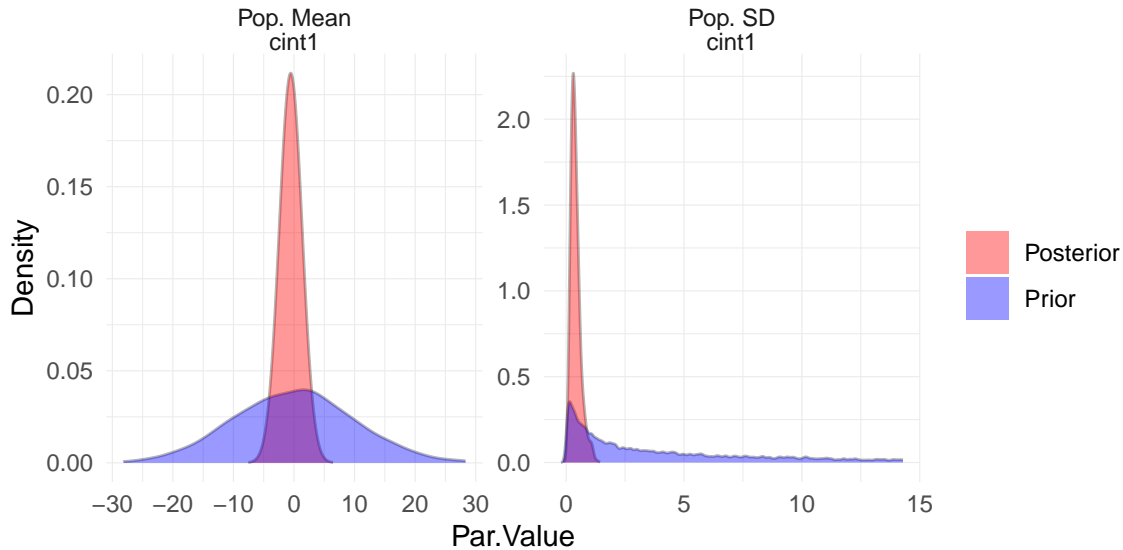 Pop. Mean
cint1
Pop. SD
cint1
Density
0.20
0.15
0.10
0.05
0.00
2.0
1.5
1.0
0.5
0.0
−30 −20 −10 0 10 20 30
0 5 10 15
Par.Value
Posterior
Prior